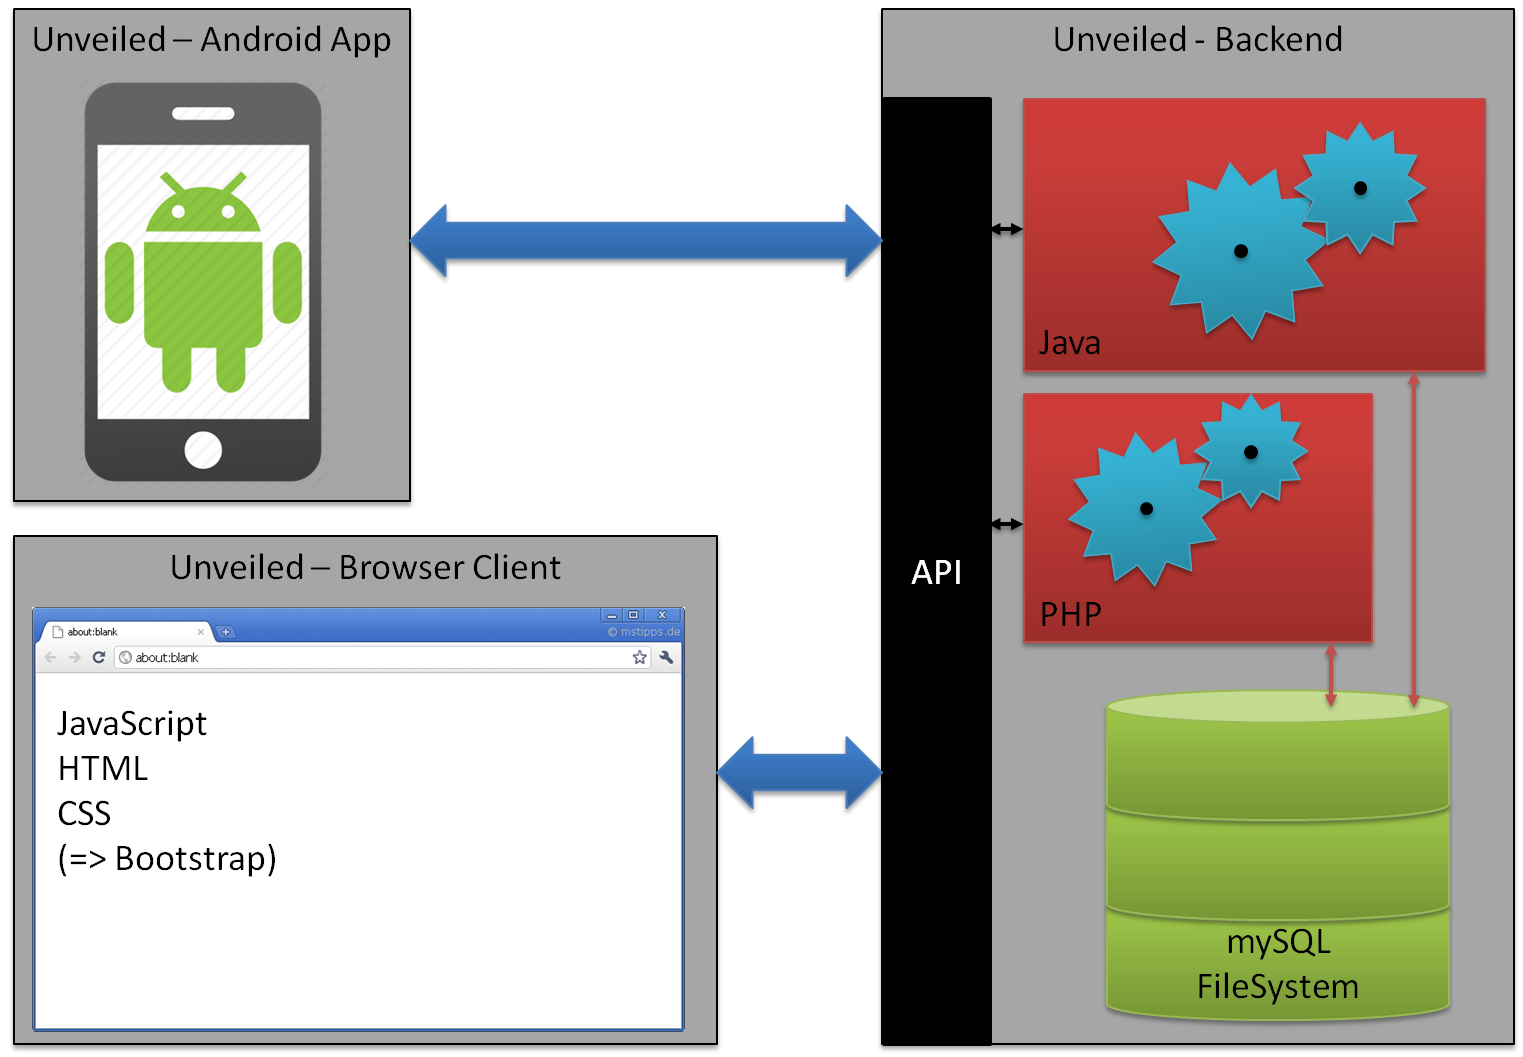 Unveiled – Android App
Unveiled - Backend
Java
PHP
API
mySQL
FileSystem
Unveiled – Browser Client
about:blank
© mstipps.de
about:blank
JavaScript
HTML
CSS
(=> Bootstrap)